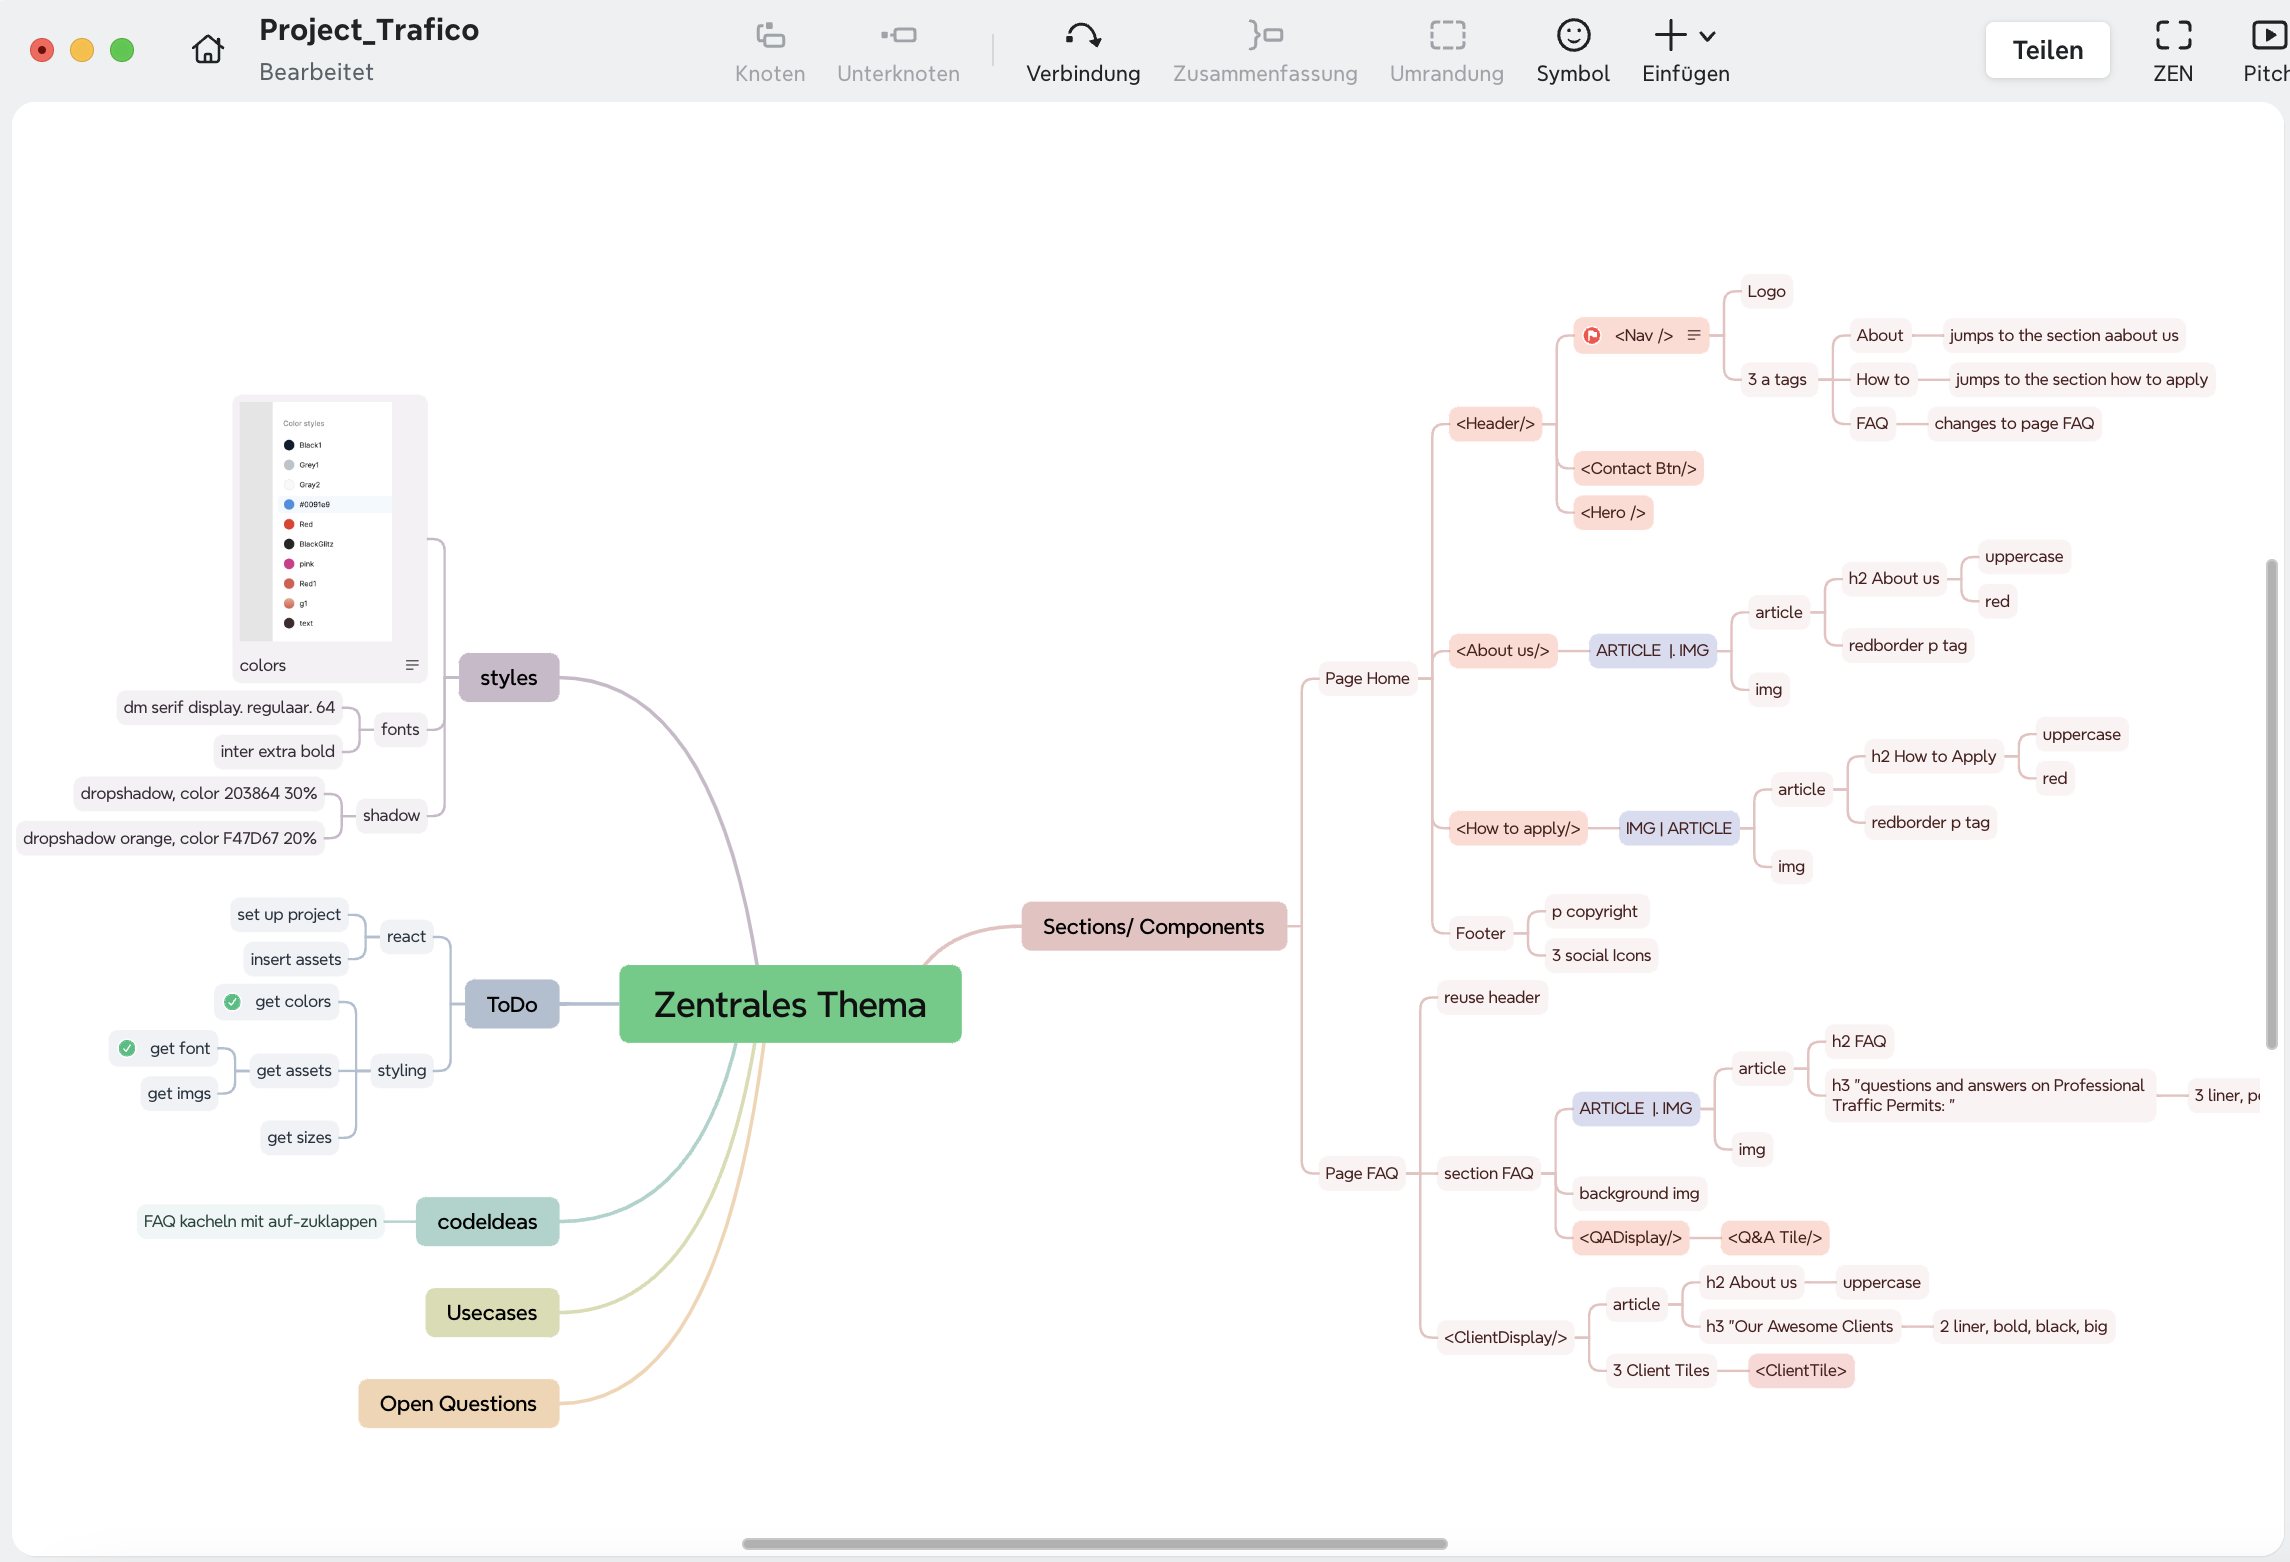 Project_Trafico
Bearbeitet
Knoten
Unterknoten
Verbindung
Zusammenfassung
Umrandung
Symbol
Einfügen
Teilen
ZEN
Pitch
Color styles
Black1
Grey1
Gray2
#0091e9
Red
BlackGlitz
pink
Red1
g1
text
colors
styles
dm serif display. regulaar. 64
inter extra bold
fonts
dropshadow, color 203864 30%
dropshadow orange, color F47D67 20%
shadow
set up project
insert assets
react
get colors
get font
get imgs
get assets
get sizes
styling
ToDo
FAQ kacheln mit auf-zuklappen
codeIdeas
Usecases
Open Questions
Zentrales Thema
Sections/ Components
Page Home
<Header/>
<Nav />
Logo
3 a tags
About
jumps to the section aabout us
How to
jumps to the section how to apply
FAQ
changes to page FAQ
<Contact Btn/>
<Hero />
<About us/>
ARTICLE |. IMG
article
h2 About us
uppercase
red
redborder p tag
img
<How to apply/>
IMG | ARTICLE
article
h2 How to Apply
uppercase
red
redborder p tag
img
Footer
p copyright
3 social Icons
Page FAQ
reuse header
section FAQ
ARTICLE |. IMG
article
h2 FAQ
h3 "questions and answers on Professional
Traffic Permits: "
3 liner,
img
background img
<QADisplay/>
<Q&A Tile/>
<ClientDisplay/>
article
h2 About us
uppercase
h3 "Our Awesome Clients
2 liner, bold, black, big
3 Client Tiles
<ClientTile>